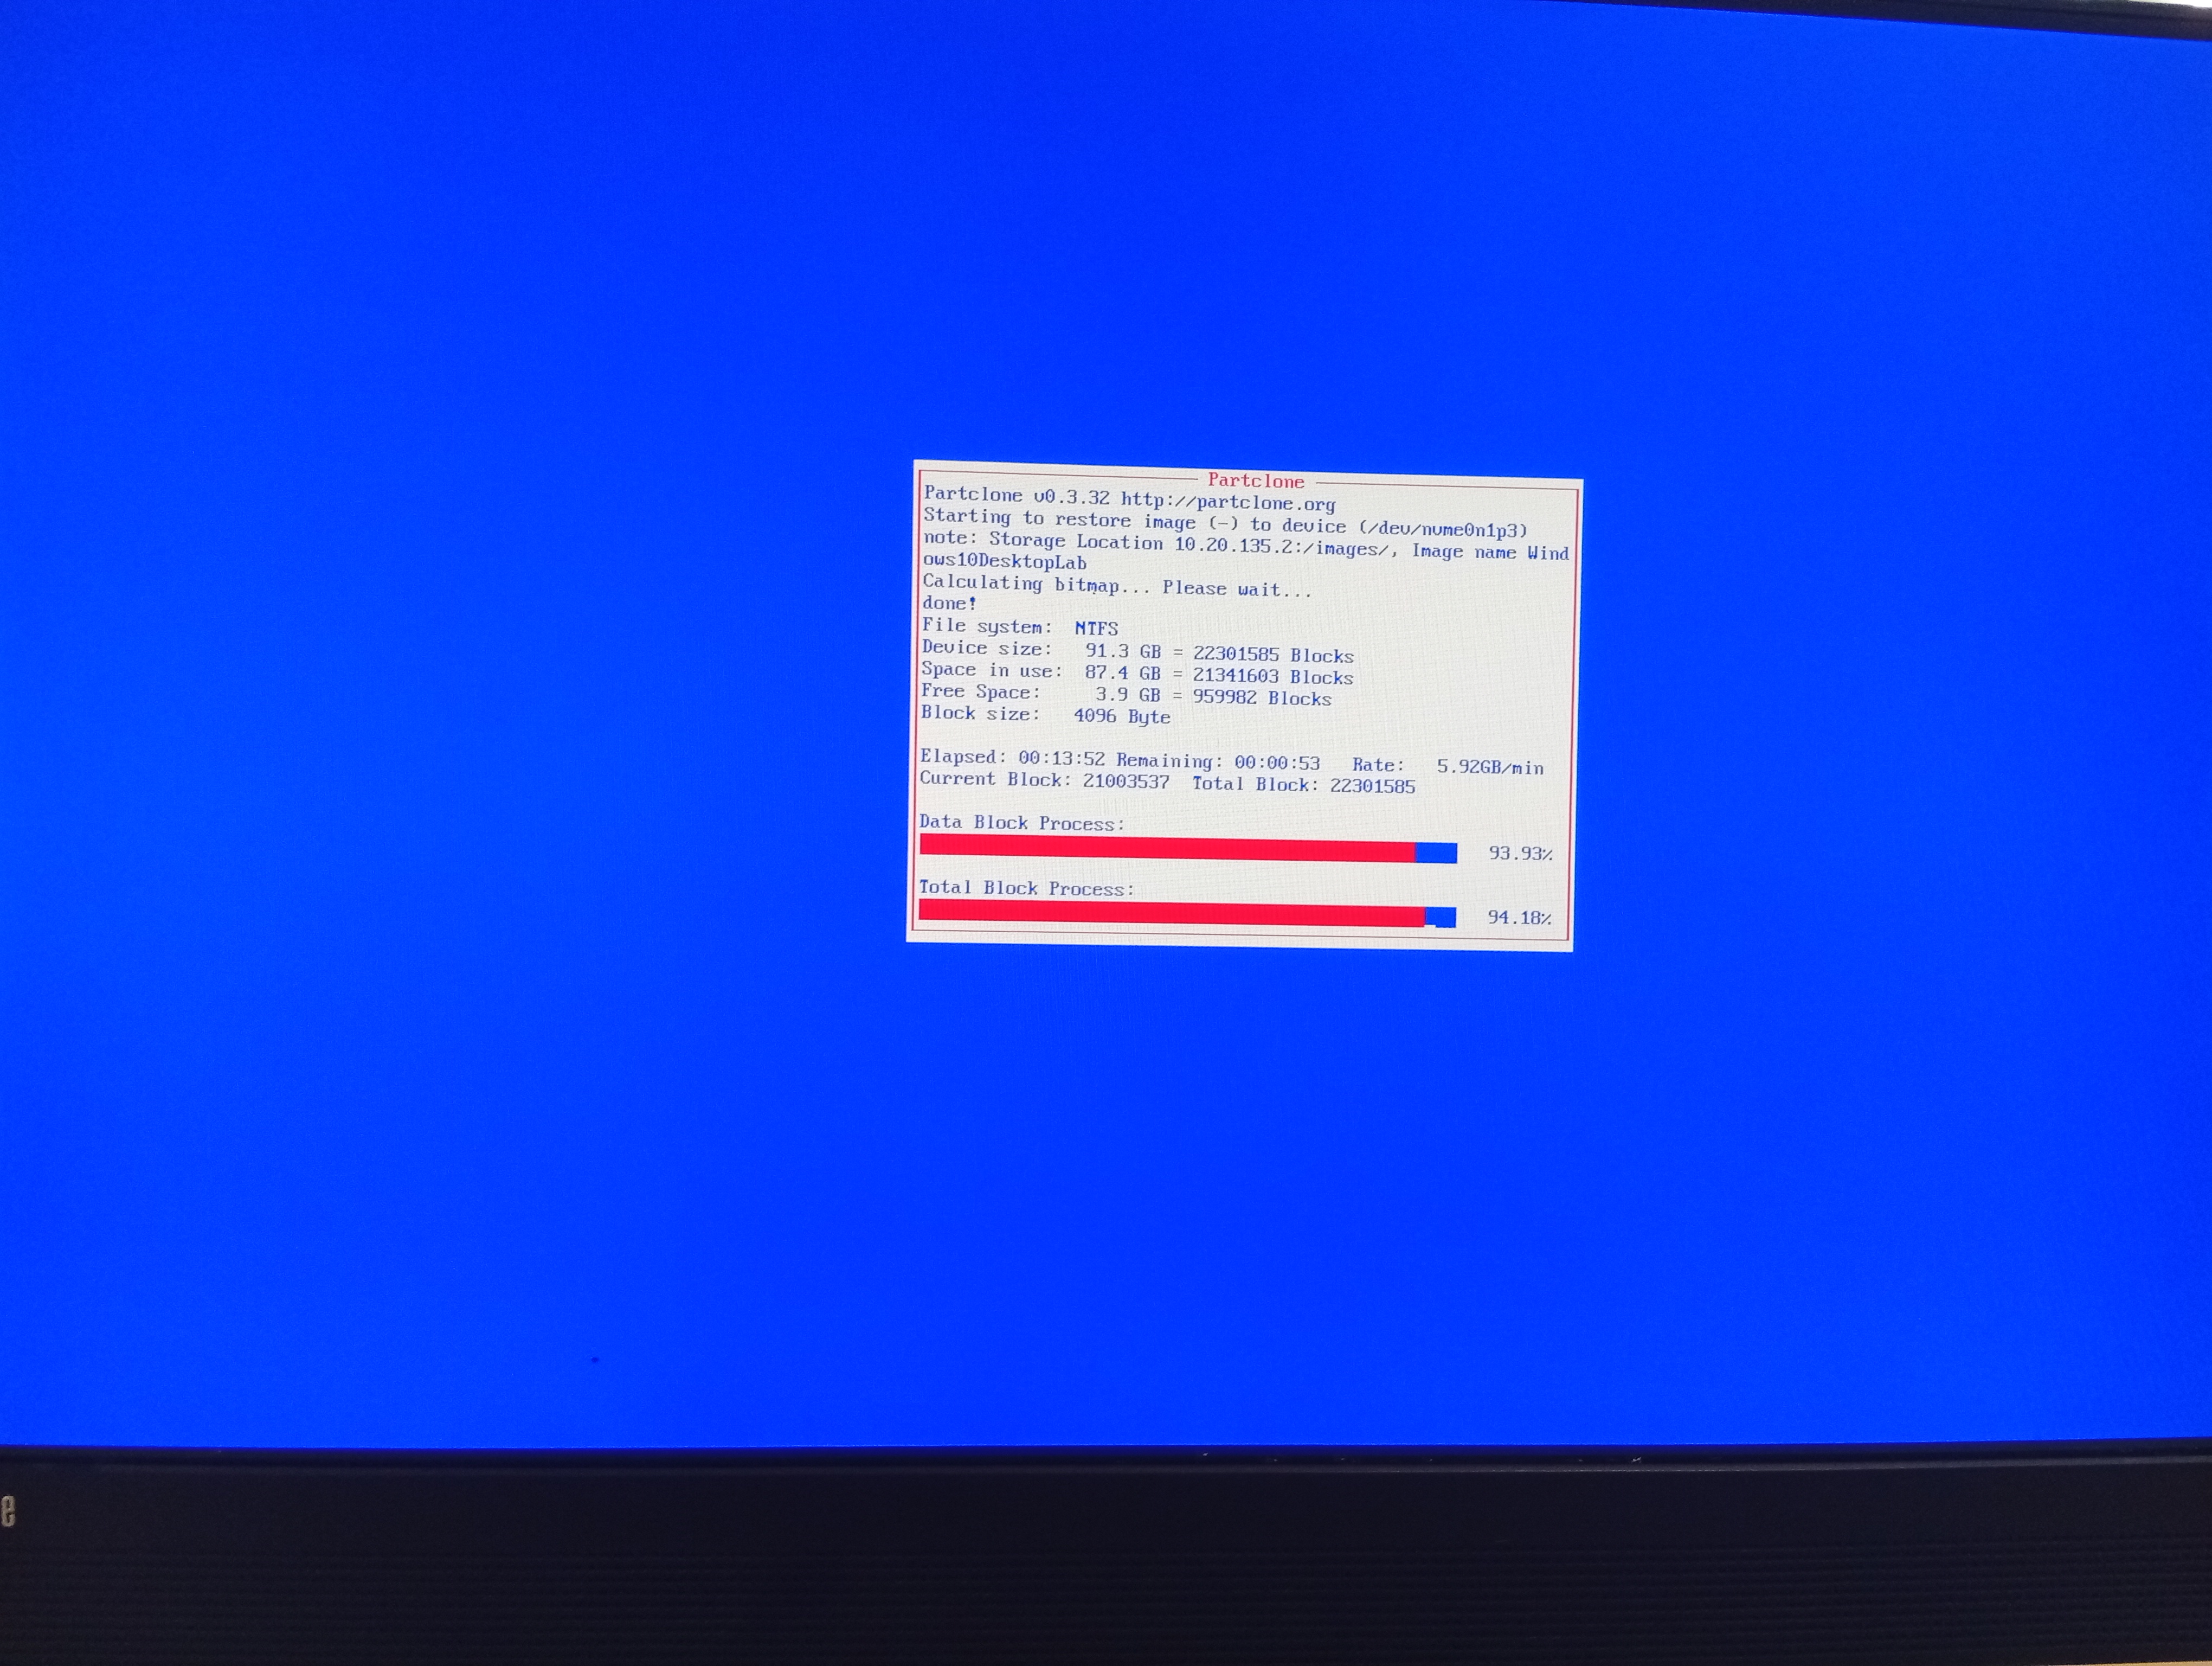 Partclone
Partclone v0.3.32 http://partclone.org
Starting to restore image (-) to device (/dev/nvme0n1p3)
note: Storage Location 10.20.135.2:/images/, Image name Wind
ows10DesktopLab
Calculating bitmap... Please wait...
done!
File system:  NTFS
Device size:   91.3 GB = 22301585 Blocks
Space in use:  87.4 GB = 21341603 Blocks
Free Space:     3.9 GB = 959982 Blocks
Block size:   4096 Byte
Elapsed: 00:13:52 Remaining: 00:00:53   Rate:   5.92GB/min
Current Block: 21003537  Total Block: 22301585
Data Block Process:
93.93%
Total Block Process:
94.18%
e